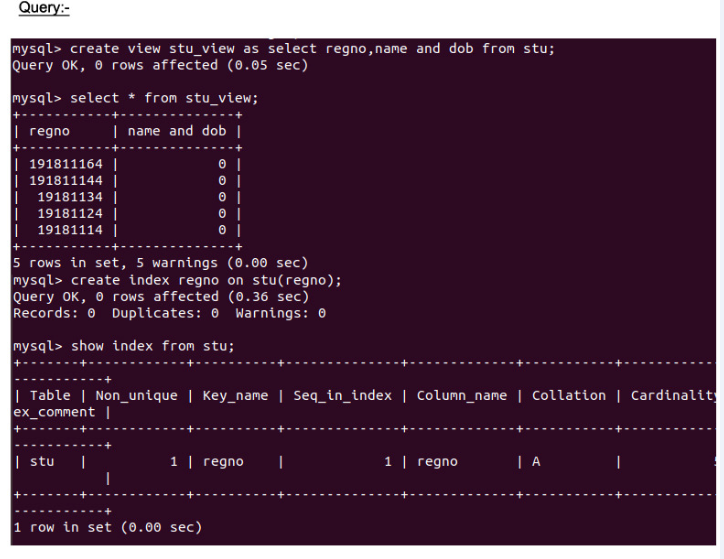 Query:-
mysql> create view stu_view as select regno,name and dob from stu;
Query OK, 0 rows affected (0.05 sec)
mysql> select * from stu_view;
+-----------+--------------+
| regno     | name and dob |
+-----------+--------------+
| 191811164 |            0 |
| 191811144 |            0 |
|  19181134 |            0 |
|  19181124 |            0 |
|  19181114 |            0 |
+-----------+--------------+
5 rows in set, 5 warnings (0.00 sec)
mysql> create index regno on stu(regno);
Query OK, 0 rows affected (0.36 sec)
Records: 0  Duplicates: 0  Warnings: 0
mysql> show index from stu;
+-------+------------+----------+--------------+-------------+-----------+------------
-----------+
| Table | Non_unique | Key_name | Seq_in_index | Column_name | Collation | Cardinality
ex_comment |
+-------+------------+----------+--------------+-------------+-----------+------------
-----------+
| stu   |          1 | regno    |            1 | regno       | A         |
           |
+-------+------------+----------+--------------+-------------+-----------+------------
-----------+
1 row in set (0.00 sec)